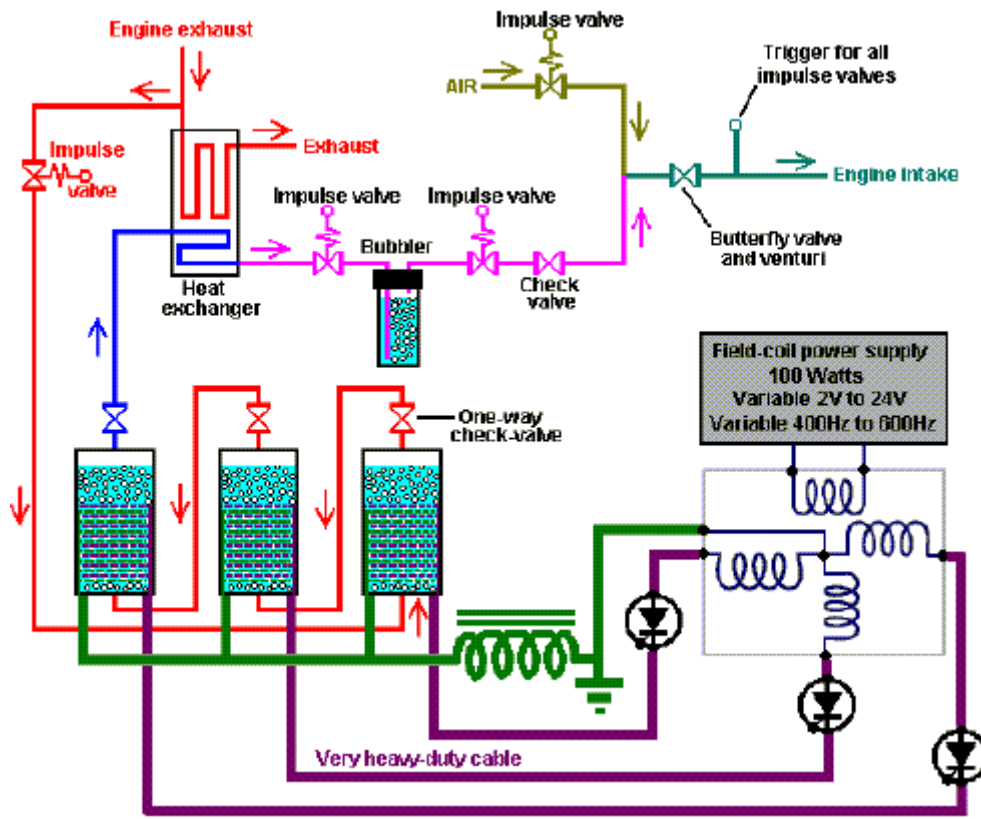 Engine exhaust
Impulse valve
Trigger for all
impulse valves
AIR
Exhaust
Impulse
valve
Impulse valve
Impulse valve
Engine intake
Bubbler
Butterfly valve
and venturi
Check
valve
Heat
exchanger
Field-coil power supply
100 Watts
Variable 2V to 24V
Variable 400Hz to 600Hz
One-way
check-valve
Very heavy-duty cable